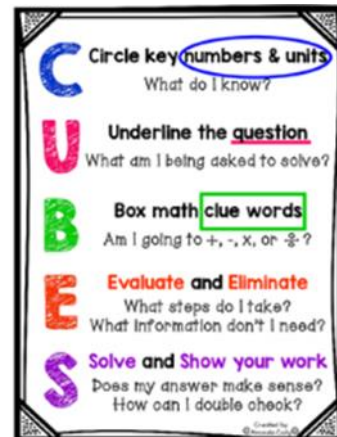 C Circle key numbers & units
What do I know?
U Underline the question
What am I being asked to solve?
B Box math clue words
Am I going to +, -, x, or ÷?
E Evaluate and Eliminate
What steps do I take?
What information don't I need?
S Solve and Show your work
Does my answer make sense?
How can I double check?
Created by